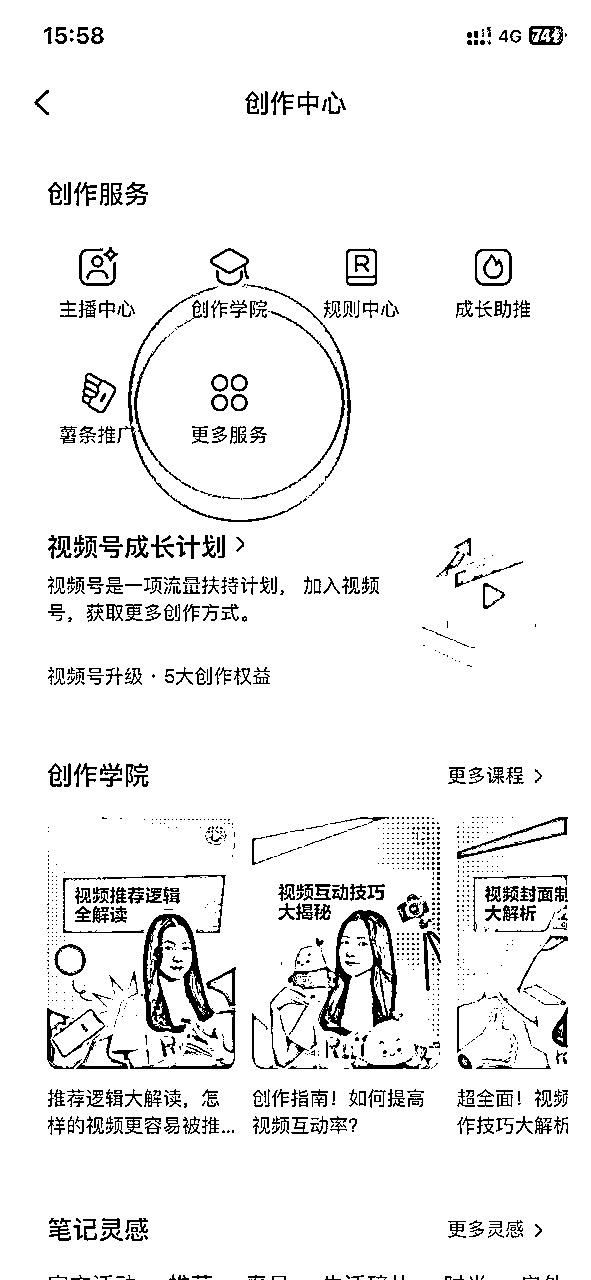 15:58
4G 74
创作中心
创作服务
主播中心 创作学院 规则中心 成长助推
薯条推广 更多服务
视频号成长计划
视频号是一项流量扶持计划，加入视频
号，获取更多创作方式。
视频号升级·5大创作权益
创作学院 更多课程
视频推荐逻辑
全解读
视频互动技巧
大揭秘
视频封面制
大解析
推荐逻辑大解读，怎
样的视频更容易被推...
创作指南！如何提高
视频互动率？
超全面！视频
作技巧大解析
笔记灵感 更多灵感